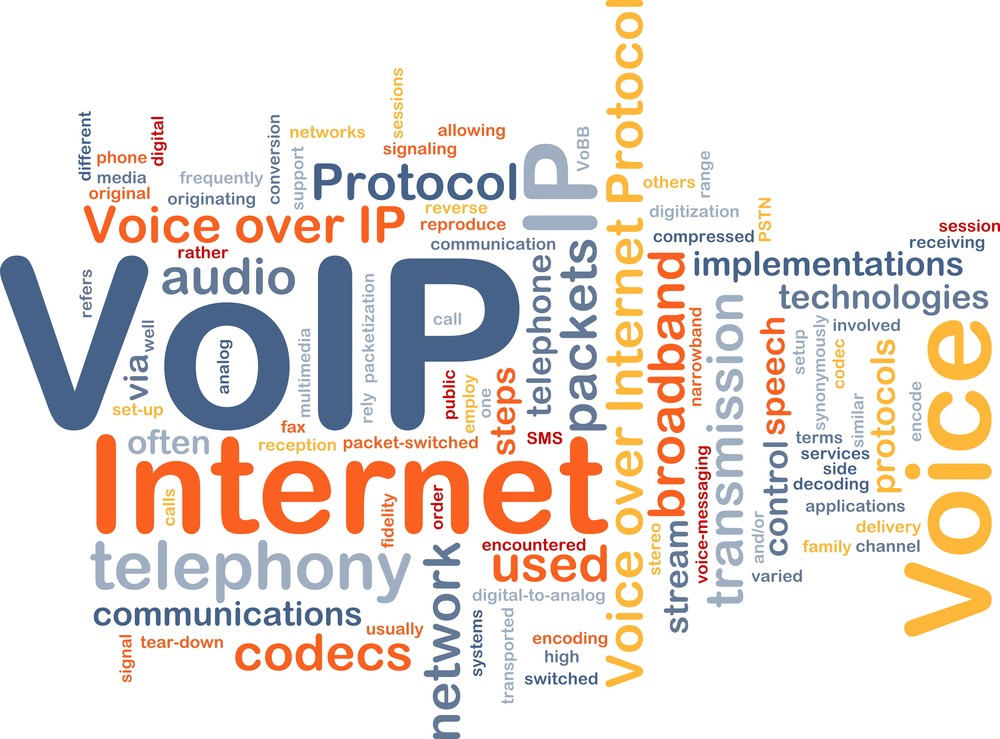 different
phone
digital
media
original
frequently
originating
conversion
support
networks
sessions
allowing
signaling
Protocol
Voice over IP
reverse
reproduce
communication
IP
VoBB
Voice over Internet Protocol
others
range
digitization
compressed
PSTN
session
receiving
rather
audio
refers
VoIP
well
via
analog
multimedia
packetization
rely
call
telephone
packets
broadband
narrowband
implementations
technologies
transmission
speech
setup
synonymously
involved
codec
protocols
similar
encode
voice
set-up
often
fax
reception
packet-switched
public
employ
one
steps
SMS
Internet
calls
fidelity
order
encountered
used
telephony
network
communications
signal
tear-down
usually
codecs
systems
digital-to-analog
transported
encoding
high
switched
stereo
stream
voice-messaging
and/or
control
terms
services
side
decoding
applications
delivery
family
channel
varied